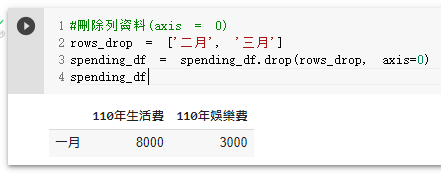 1 #刪除列資料(axis = 0)
2 rows_drop = ['二月', '三月']
3 spending_df = spending_df.drop(rows_drop, axis=0)
4 spending_df
110年生活費 110年娛樂費
一月 8000 3000